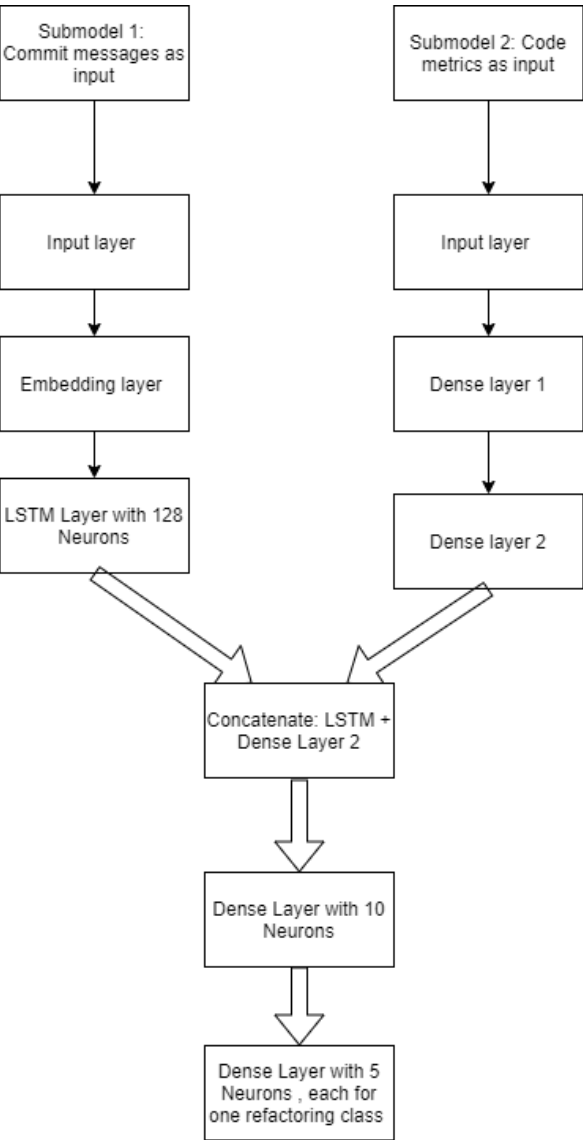 Submodel 1:
Commit messages as
input
Submodel 2: Code
metrics as input
Input layer
Input layer
Embedding layer
Dense layer 1
LSTM Layer with 128
Neurons
Dense layer 2
Concatenate: LSTM +
Dense Layer 2
Dense Layer with 10
Neurons
Dense Layer with 5
Neurons , each for
one refactoring class